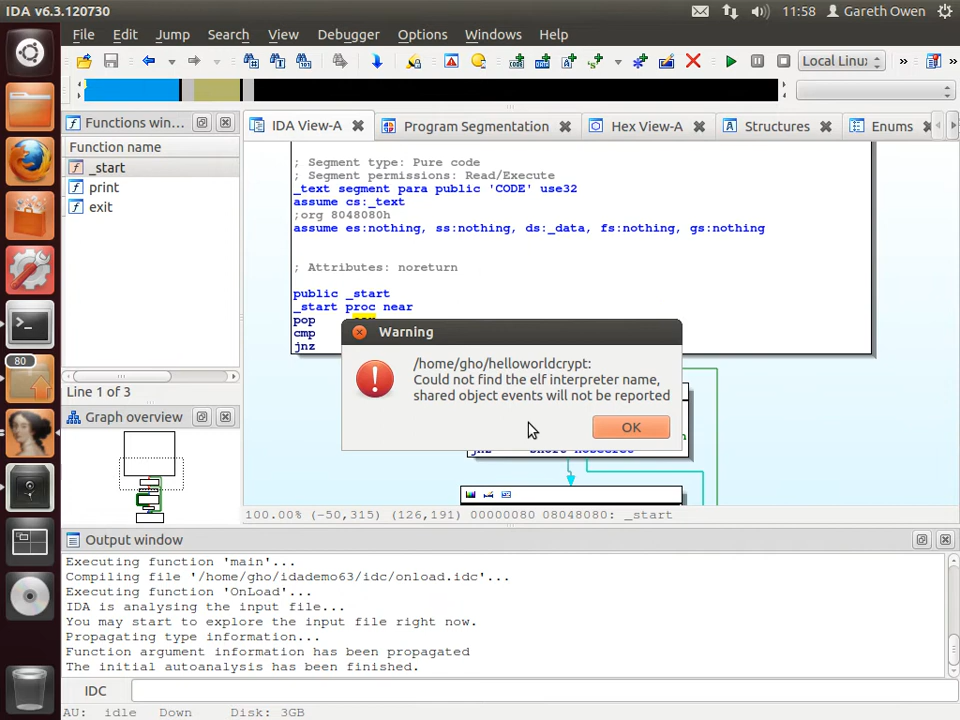 IDA v6.3.120730
11:58
Gareth Owen
File Edit Jump Search View Debugger Options Windows Help
Local Linu
»
»
Functions win...
IDA View-A
Program Segmentation
Hex View-A
Structures
Enums
Function name
_start
print
exit
Line 1 of 3
Graph overview
80
; Segment type: Pure code
; Segment permissions: Read/Execute
_text segment para public 'CODE' use32
assume cs:_text
;org 8048080h
assume es:nothing, ss:nothing, ds:_data, fs:nothing, gs:nothing
; Attributes: noreturn
public _start
_start proc near
pop
cmp
jnz
Warning
/home/gho/helloworldcrypt:
Could not find the elf interpreter name,
shared object events will not be reported
OK
100.00% (-50,315) (126,191) 00000080 08048080: _start
Output window
Executing function 'main'...
Compiling file '/home/gho/idademo63/idc/onload.idc'...
Executing function 'OnLoad'...
IDA is analysing the input file...
You may start to explore the input file right now.
Propagating type information...
Function argument information has been propagated
The initial autoanalysis has been finished.
IDC
AU: idle Down Disk: 3GB